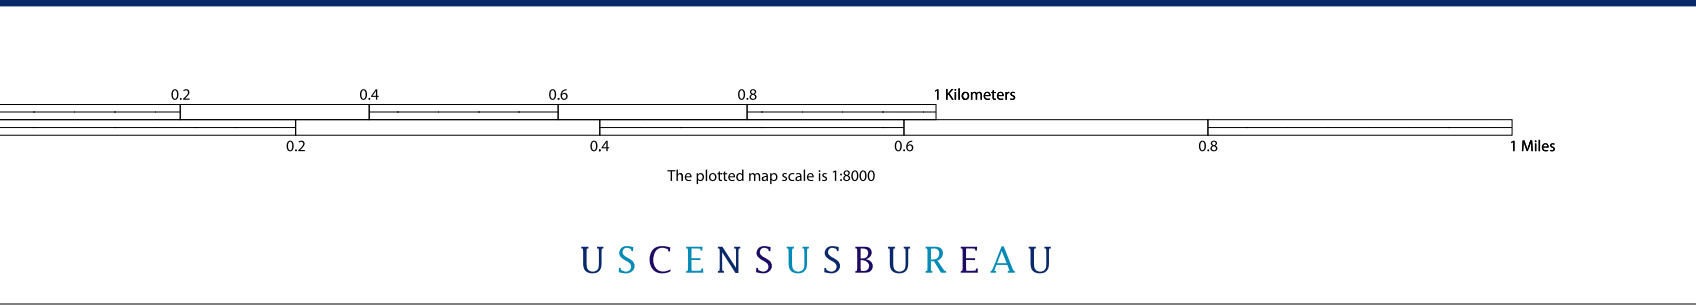 0.2 0.4 0.6 0.8 1 Kilometers
0.2 0.4 0.6 0.8 1 Miles
The plotted map scale is 1:8000
USCENSUSBUREAU